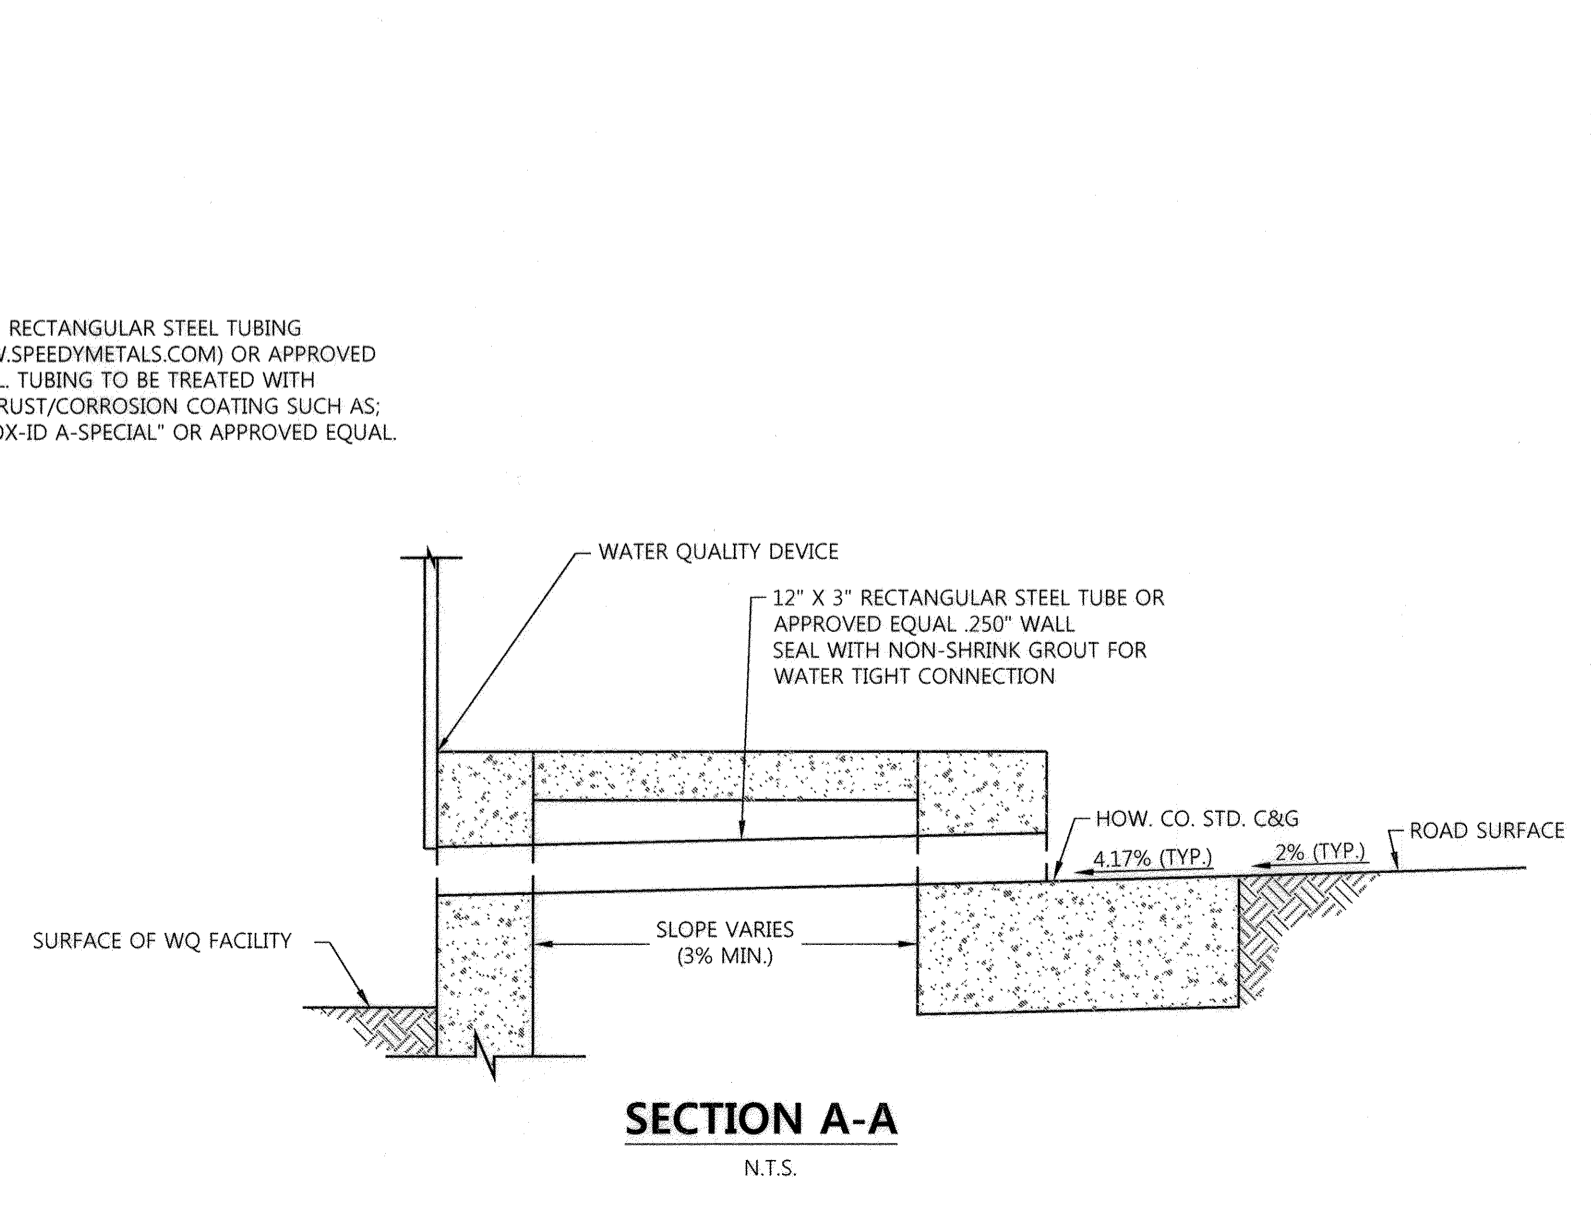 RECTANGULAR STEEL TUBING
.SPEEDYMETALS.COM) OR APPROVED
. TUBING TO BE TREATED WITH
RUST/CORROSION COATING SUCH AS;
OX-ID A-SPECIAL" OR APPROVED EQUAL.
WATER QUALITY DEVICE
12" X 3" RECTANGULAR STEEL TUBE OR
APPROVED EQUAL .250" WALL
SEAL WITH NON-SHRINK GROUT FOR
WATER TIGHT CONNECTION
HOW. CO. STD. C&G
ROAD SURFACE
4.17% (TYP.)
2% (TYP.)
SURFACE OF WQ FACILITY
SLOPE VARIES
(3% MIN.)
SECTION A-A
N.T.S.